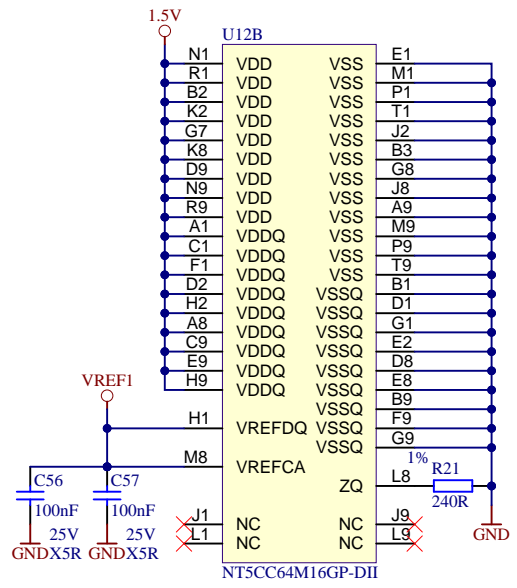 1.5V
U12B
N1 VDD VSS E1
R1 VDD VSS M1
B2 VDD VSS P1
K2 VDD VSS T1
G7 VDD VSS J2
K8 VDD VSS B3
D9 VDD VSS G8
N9 VDD VSS J8
R9 VDD VSS A9
A1 VDDQ VSS M9
C1 VDDQ VSS P9
F1 VDDQ VSS T9
D2 VDDQ VSSQ B1
H2 VDDQ VSSQ D1
A8 VDDQ VSSQ G1
C9 VDDQ VSSQ E2
E9 VDDQ VSSQ D8
H9 VDDQ VSSQ E8
VSSQ B9
VREF1
H1 VREFDQ VSSQ F9
VSSQ G9
M8 VREFCA
1%
ZQ L8 R21
240R
C56 C57
100nF 100nF
J1 NC NC J9
L1 NC NC L9
25V 25V
GND X5R GND X5R
GND
NT5CC64M16GP-DII